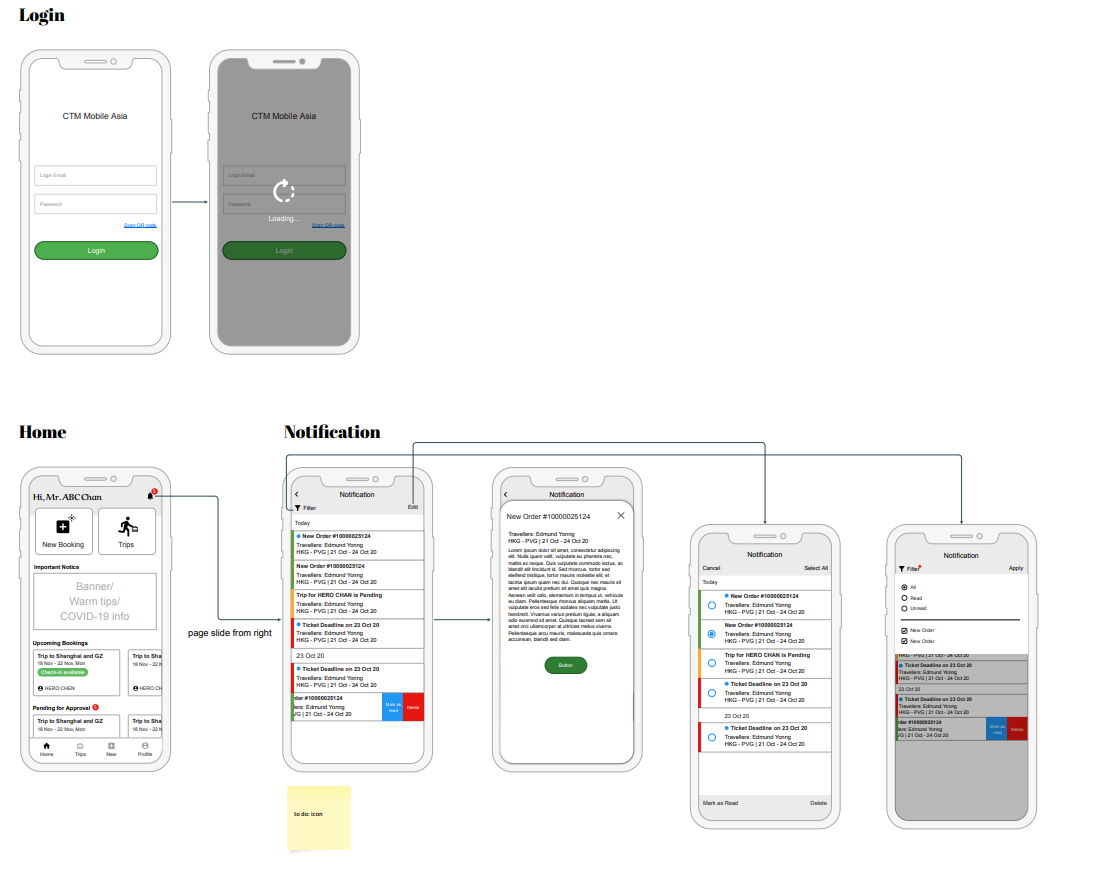 Login
CTM Mobile Asia
Login Email
Password
Scan QR code
Login
CTM Mobile Asia
Login Email
Password
Loading...
Scan QR code
Login
Home
Hi, Mr. ABC Chan
New Booking
Trips
Important Notice
Banner/
Warm tips/
COVID-19 info
Upcoming Bookings
Trip to Shanghai and GZ
18 Nov - 22 Nov, Mon
Check-in available
HERO CHEN
Trip to Sha
18 Nov - 22
HERO CH
Pending for Approval
Trip to Shanghai and GZ
18 Nov - 22 Nov, Mon
Trip to Sha
18 Nov - 22
Home
Trips
New
Profile
page slide from right
Notification
Notification
Filter
Edit
Today
New Order #10000025124
Travellers: Edmund Yonng
HKG - PVG | 21 Oct - 24 Oct 20
New Order #10000025124
Travellers: Edmund Yonng
HKG - PVG | 21 Oct - 24 Oct 20
Trip for HERO CHAN is Pending
Travellers: Edmund Yonng
HKG - PVG | 21 Oct - 24 Oct 20
Ticket Deadline on 23 Oct 20
Travellers: Edmund Yonng
HKG - PVG | 21 Oct - 24 Oct 20
23 Oct 20
Ticket Deadline on 23 Oct 20
Travellers: Edmund Yonng
HKG - PVG | 21 Oct - 24 Oct 20
der #10000025124
lers: Edmund Yonng
VG | 21 Oct - 24 Oct 20
Mark as
read
Delete
to do: icon
Notification
New Order #10000025124
Travellers: Edmund Yonng
HKG - PVG | 21 Oct - 24 Oct 20
Lorem ipsum dolor sit amet, consectetur adipiscing
elit. Nulla quam velit, vulputate eu pharetra nec,
mattis ac neque. Duis vulputate commodo lectus, ac
blandit elit tincidunt id. Sed rhoncus, tortor sed
eleifend tristique, tortor mauris molestie elit, et
lacinia ipsum quam nec dui. Quisque nec mauris sit
amet elit iaculis pretium sit amet quis magna.
Aenean velit odio, elementum in tempus ut, vehicula
eu diam. Pellentesque rhoncus aliquam mattis. Ut
vulputate eros sed felis sodales nec vulputate justo
hendrerit. Vivamus varius pretium ligula, a aliquam
odio euismod sit amet. Quisque laoreet sem sit
amet orci ullamcorper at ultricies metus viverra.
Pellentesque arcu mauris, malesuada quis ornare
accumsan, blandit sed diam.
Button
Notification
Cancel
Select All
Today
New Order #10000025124
Travellers: Edmund Yonng
HKG - PVG | 21 Oct - 24 Oct 20
New Order #10000025124
Travellers: Edmund Yonng
HKG - PVG | 21 Oct - 24 Oct 20
Trip for HERO CHAN is Pending
Travellers: Edmund Yonng
HKG - PVG | 21 Oct - 24 Oct 20
Ticket Deadline on 23 Oct 20
Travellers: Edmund Yonng
HKG - PVG | 21 Oct - 24 Oct 20
23 Oct 20
Ticket Deadline on 23 Oct 20
Travellers: Edmund Yonng
HKG - PVG | 21 Oct - 24 Oct 20
Mark as Read
Delete
Notification
Filter
Apply
All
Read
Unread
New Order
New Order
HKG - PVG | 21 Oct - 24 Oct 20
Ticket Deadline on 23 Oct 20
Travellers: Edmund Yonng
HKG - PVG | 21 Oct - 24 Oct 20
23 Oct 20
Ticket Deadline on 23 Oct 20
Travellers: Edmund Yonng
HKG - PVG | 21 Oct - 24 Oct 20
rder #10000025124
llers: Edmund Yonng
PVG | 21 Oct - 24 Oct 20
Mark as
read
Delete